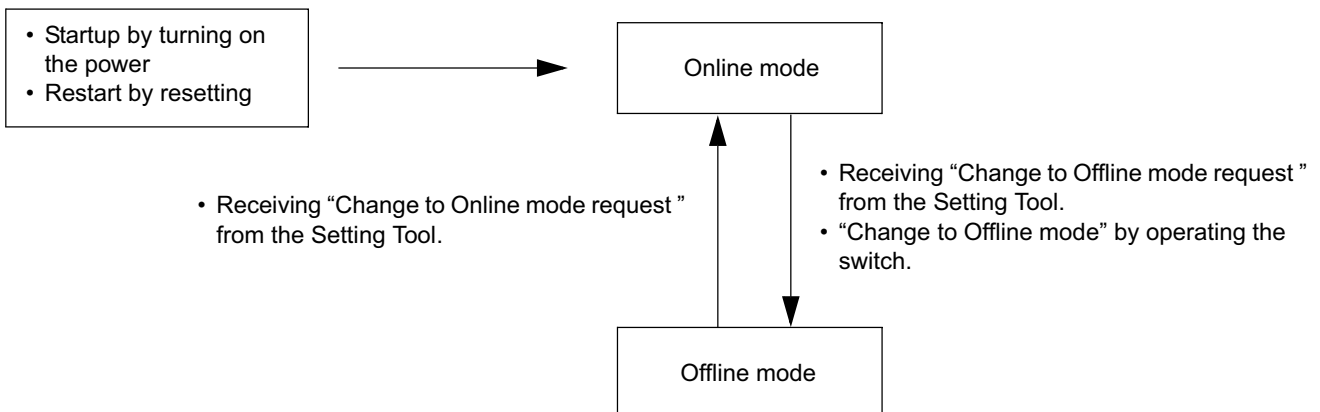 • Startup by turning on
the power
• Restart by resetting
Online mode
• Receiving “Change to Online mode request ”
from the Setting Tool.
• Receiving “Change to Offline mode request ”
from the Setting Tool.
• “Change to Offline mode” by operating the
switch.
Offline mode